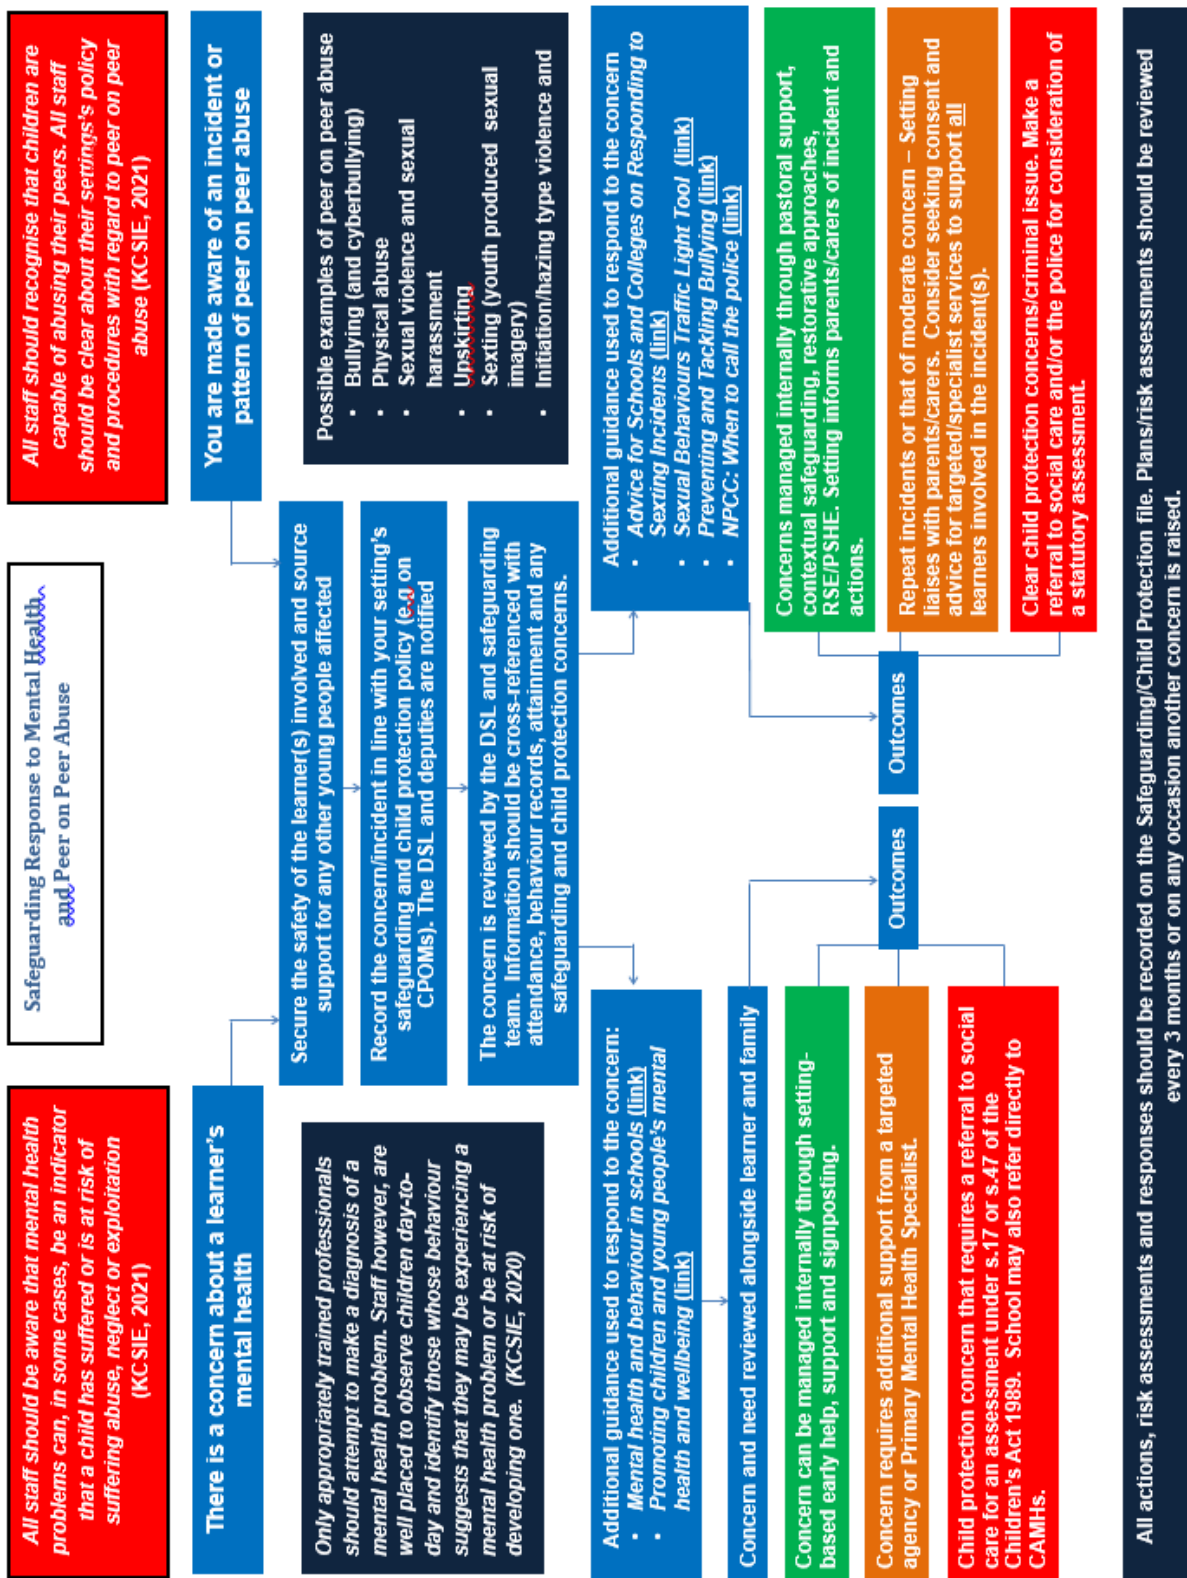 All staff should be aware that mental health
problems can, in some cases, be an indicator
that a child has suffered or is at risk of
suffering abuse, neglect or exploitation
(KCSIE, 2021)
Safeguarding Response to Mental Health
and Peer on Peer Abuse
All staff should recognise that children are
capable of abusing their peers. All staff
should be clear about their settings's policy
and procedures with regard to peer on peer
abuse (KCSIE, 2021)
There is a concern about a learner's
mental health
You are made aware of an incident or
pattern of peer on peer abuse
Secure the safety of the learner(s) involved and source
support for any other young people affected
Record the concern/incident in line with your setting's
safeguarding and child protection policy (e.g on
CPOMs). The DSL and deputies are notified
The concern is reviewed by the DSL and safeguarding
team. Information should be cross-referenced with
attendance, behaviour records, attainment and any
safeguarding and child protection concerns.
Only appropriately trained professionals
should attempt to make a diagnosis of a
mental health problem. Staff however, are
well placed to observe children day-to-
day and identify those whose behaviour
suggests that they may be experiencing a
mental health problem or be at risk of
developing one. (KCSIE, 2020)
Possible examples of peer on peer abuse
• Bullying (and cyberbullying)
• Physical abuse
• Sexual violence and sexual
harassment
• Upskirting
• Sexting (youth produced sexual
imagery)
• Initiation/hazing type violence and
Additional guidance used to respond to the concern:
• Mental health and behaviour in schools (link)
• Promoting children and young people's mental
health and wellbeing (link)
Concern and need reviewed alongside learner and family
Outcomes
Concern can be managed internally through setting-
based early help, support and signposting.
Concern requires additional support from a targeted
agency or Primary Mental Health Specialist.
Child protection concern that requires a referral to social
care for an assessment under s.17 or s.47 of the
Children's Act 1989. School may also refer directly to
CAMHs.
Additional guidance used to respond to the concern
• Advice for Schools and Colleges on Responding to
Sexting Incidents (link)
• Sexual Behaviours Traffic Light Tool (link)
• Preventing and Tackling Bullying (link)
• NPCC: When to call the police (link)
Outcomes
Concerns managed internally through pastoral support,
contextual safeguarding, restorative approaches,
RSE/PSHE. Setting informs parents/carers of incident and
actions.
Repeat incidents or that of moderate concern – Setting
liaises with parents/carers. Consider seeking consent and
advice for targeted/specialist services to support all
learners involved in the incident(s).
Clear child protection concerns/criminal issue. Make a
referral to social care and/or the police for consideration of
a statutory assessment.
All actions, risk assessments and responses should be recorded on the Safeguarding/Child Protection file. Plans/risk assessments should be reviewed
every 3 months or on any occasion another concern is raised.